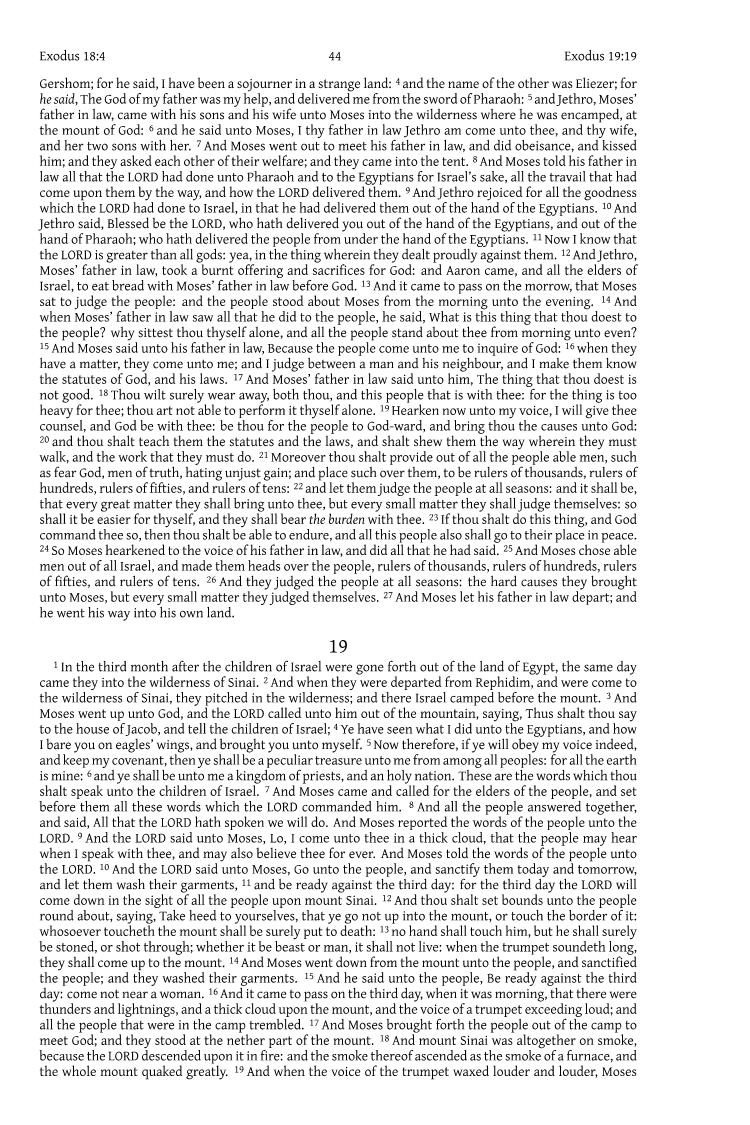 Exodus 18:4 44 Exodus 19:19
Gershom; for he said, I have been a sojourner in a strange land: 4 and the name of the other was Eliezer; for
he said, The God of my father was my help, and delivered me from the sword of Pharaoh: 5 and Jethro, Moses’
father in law, came with his sons and his wife unto Moses into the wilderness where he was encamped, at
the mount of God: 6 and he said unto Moses, I thy father in law Jethro am come unto thee, and thy wife,
and her two sons with her. 7 And Moses went out to meet his father in law, and did obeisance, and kissed
him; and they asked each other of their welfare; and they came into the tent. 8 And Moses told his father in
law all that the LORD had done unto Pharaoh and to the Egyptians for Israel’s sake, all the travail that had
come upon them by the way, and how the LORD delivered them. 9 And Jethro rejoiced for all the goodness
which the LORD had done to Israel, in that he had delivered them out of the hand of the Egyptians. 10 And
Jethro said, Blessed be the LORD, who hath delivered you out of the hand of the Egyptians, and out of the
hand of Pharaoh; who hath delivered the people from under the hand of the Egyptians. 11 Now I know that
the LORD is greater than all gods: yea, in the thing wherein they dealt proudly against them. 12 And Jethro,
Moses’ father in law, took a burnt offering and sacrifices for God: and Aaron came, and all the elders of
Israel, to eat bread with Moses’ father in law before God. 13 And it came to pass on the morrow, that Moses
sat to judge the people: and the people stood about Moses from the morning unto the evening. 14 And
when Moses’ father in law saw all that he did to the people, he said, What is this thing that thou doest to
the people? why sittest thou thyself alone, and all the people stand about thee from morning unto even?
15 And Moses said unto his father in law, Because the people come unto me to inquire of God: 16 when they
have a matter, they come unto me; and I judge between a man and his neighbour, and I make them know
the statutes of God, and his laws. 17 And Moses’ father in law said unto him, The thing that thou doest is
not good. 18 Thou wilt surely wear away, both thou, and this people that is with thee: for the thing is too
heavy for thee; thou art not able to perform it thyself alone. 19 Hearken now unto my voice, I will give thee
counsel, and God be with thee: be thou for the people to God-ward, and bring thou the causes unto God:
20 and thou shalt teach them the statutes and the laws, and shalt shew them the way wherein they must
walk, and the work that they must do. 21 Moreover thou shalt provide out of all the people able men, such
as fear God, men of truth, hating unjust gain; and place such over them, to be rulers of thousands, rulers of
hundreds, rulers of fifties, and rulers of tens: 22 and let them judge the people at all seasons: and it shall be,
that every great matter they shall bring unto thee, but every small matter they shall judge themselves: so
shall it be easier for thyself, and they shall bear the burden with thee. 23 If thou shalt do this thing, and God
command thee so, then thou shalt be able to endure, and all this people also shall go to their place in peace.
24 So Moses hearkened to the voice of his father in law, and did all that he had said. 25 And Moses chose able
men out of all Israel, and made them heads over the people, rulers of thousands, rulers of hundreds, rulers
of fifties, and rulers of tens. 26 And they judged the people at all seasons: the hard causes they brought
unto Moses, but every small matter they judged themselves. 27 And Moses let his father in law depart; and
he went his way into his own land.
19
1 In the third month after the children of Israel were gone forth out of the land of Egypt, the same day
came they into the wilderness of Sinai. 2 And when they were departed from Rephidim, and were come to
the wilderness of Sinai, they pitched in the wilderness; and there Israel camped before the mount. 3 And
Moses went up unto God, and the LORD called unto him out of the mountain, saying, Thus shalt thou say
to the house of Jacob, and tell the children of Israel; 4 Ye have seen what I did unto the Egyptians, and how
I bare you on eagles’ wings, and brought you unto myself. 5 Now therefore, if ye will obey my voice indeed,
and keep my covenant, then ye shall be a peculiar treasure unto me from among all peoples: for all the earth
is mine: 6 and ye shall be unto me a kingdom of priests, and an holy nation. These are the words which thou
shalt speak unto the children of Israel. 7 And Moses came and called for the elders of the people, and set
before them all these words which the LORD commanded him. 8 And all the people answered together,
and said, All that the LORD hath spoken we will do. And Moses reported the words of the people unto the
LORD. 9 And the LORD said unto Moses, Lo, I come unto thee in a thick cloud, that the people may hear
when I speak with thee, and may also believe thee for ever. And Moses told the words of the people unto
the LORD. 10 And the LORD said unto Moses, Go unto the people, and sanctify them today and tomorrow,
and let them wash their garments, 11 and be ready against the third day: for the third day the LORD will
come down in the sight of all the people upon mount Sinai. 12 And thou shalt set bounds unto the people
round about, saying, Take heed to yourselves, that ye go not up into the mount, or touch the border of it:
whosoever toucheth the mount shall be surely put to death: 13 no hand shall touch him, but he shall surely
be stoned, or shot through; whether it be beast or man, it shall not live: when the trumpet soundeth long,
they shall come up to the mount. 14 And Moses went down from the mount unto the people, and sanctified
the people; and they washed their garments. 15 And he said unto the people, Be ready against the third
day: come not near a woman. 16 And it came to pass on the third day, when it was morning, that there were
thunders and lightnings, and a thick cloud upon the mount, and the voice of a trumpet exceeding loud; and
all the people that were in the camp trembled. 17 And Moses brought forth the people out of the camp to
meet God; and they stood at the nether part of the mount. 18 And mount Sinai was altogether on smoke,
because the LORD descended upon it in fire: and the smoke thereof ascended as the smoke of a furnace, and
the whole mount quaked greatly. 19 And when the voice of the trumpet waxed louder and louder, Moses